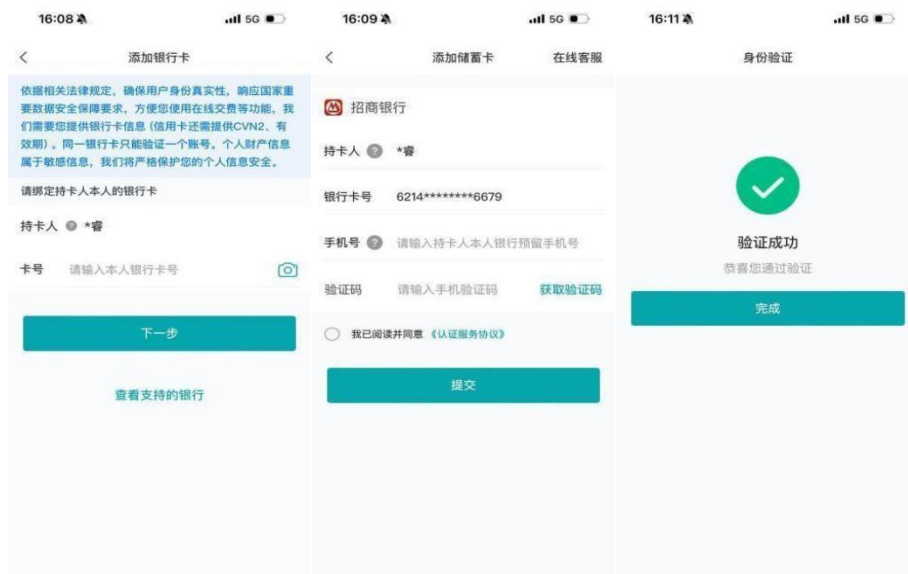 16:08
5G
添加银行卡
依据相关法律规定，确保用户身份真实性，响应国家重
要数据安全保障要求，方便您使用在线交费等功能，我
们需要您提供银行卡信息（信用卡还需提供CVN2、有
效期）。同一银行卡只能验证一个账号。个人财产信息
属于敏感信息，我们将严格保护您的个人信息安全。
请绑定持卡人本人的银行卡
持卡人 ? *睿
卡号 请输入本人银行卡号
下一步
查看支持的银行
16:09
5G
添加储蓄卡 在线客服
招商银行
持卡人 ? *睿
银行卡号 6214********6679
手机号 ? 请输入持卡人本人银行预留手机号
验证码 请输入手机验证码 获取验证码
我已阅读并同意《认证服务协议》
提交
16:11
5G
身份验证
验证成功
恭喜您通过验证
完成